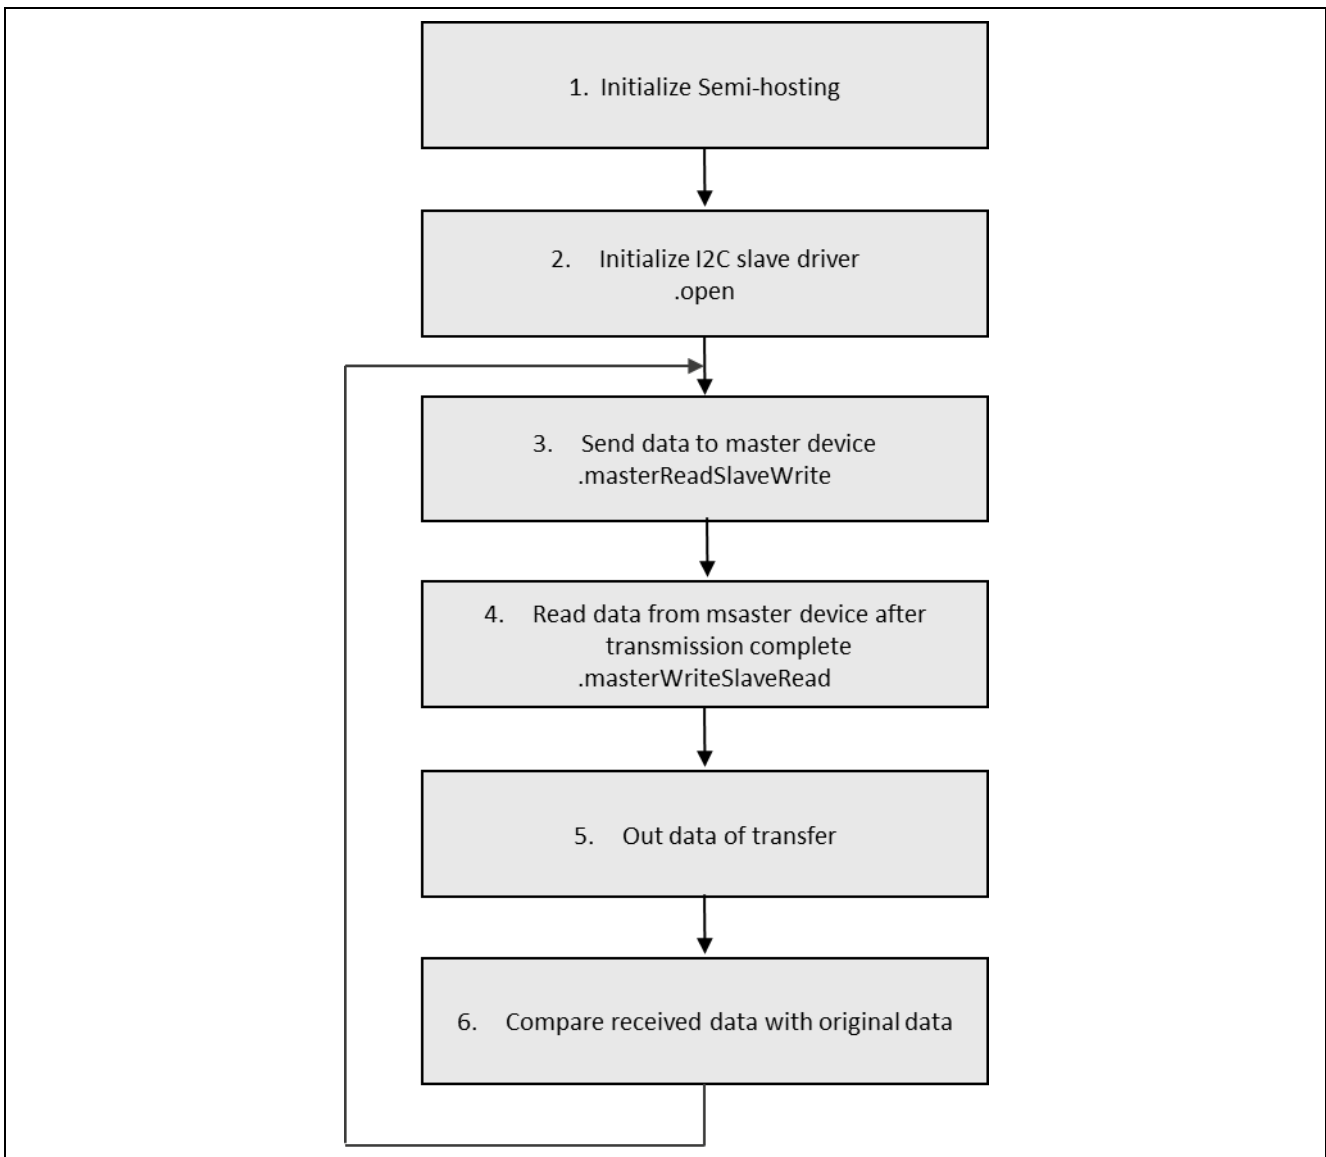 1. Initialize Semi-hosting
2. Initialize I2C slave driver
.open
3. Send data to master device
.masterReadSlaveWrite
4. Read data from msaster device after
transmission complete
.masterWriteSlaveRead
5. Out data of transfer
6. Compare received data with original data